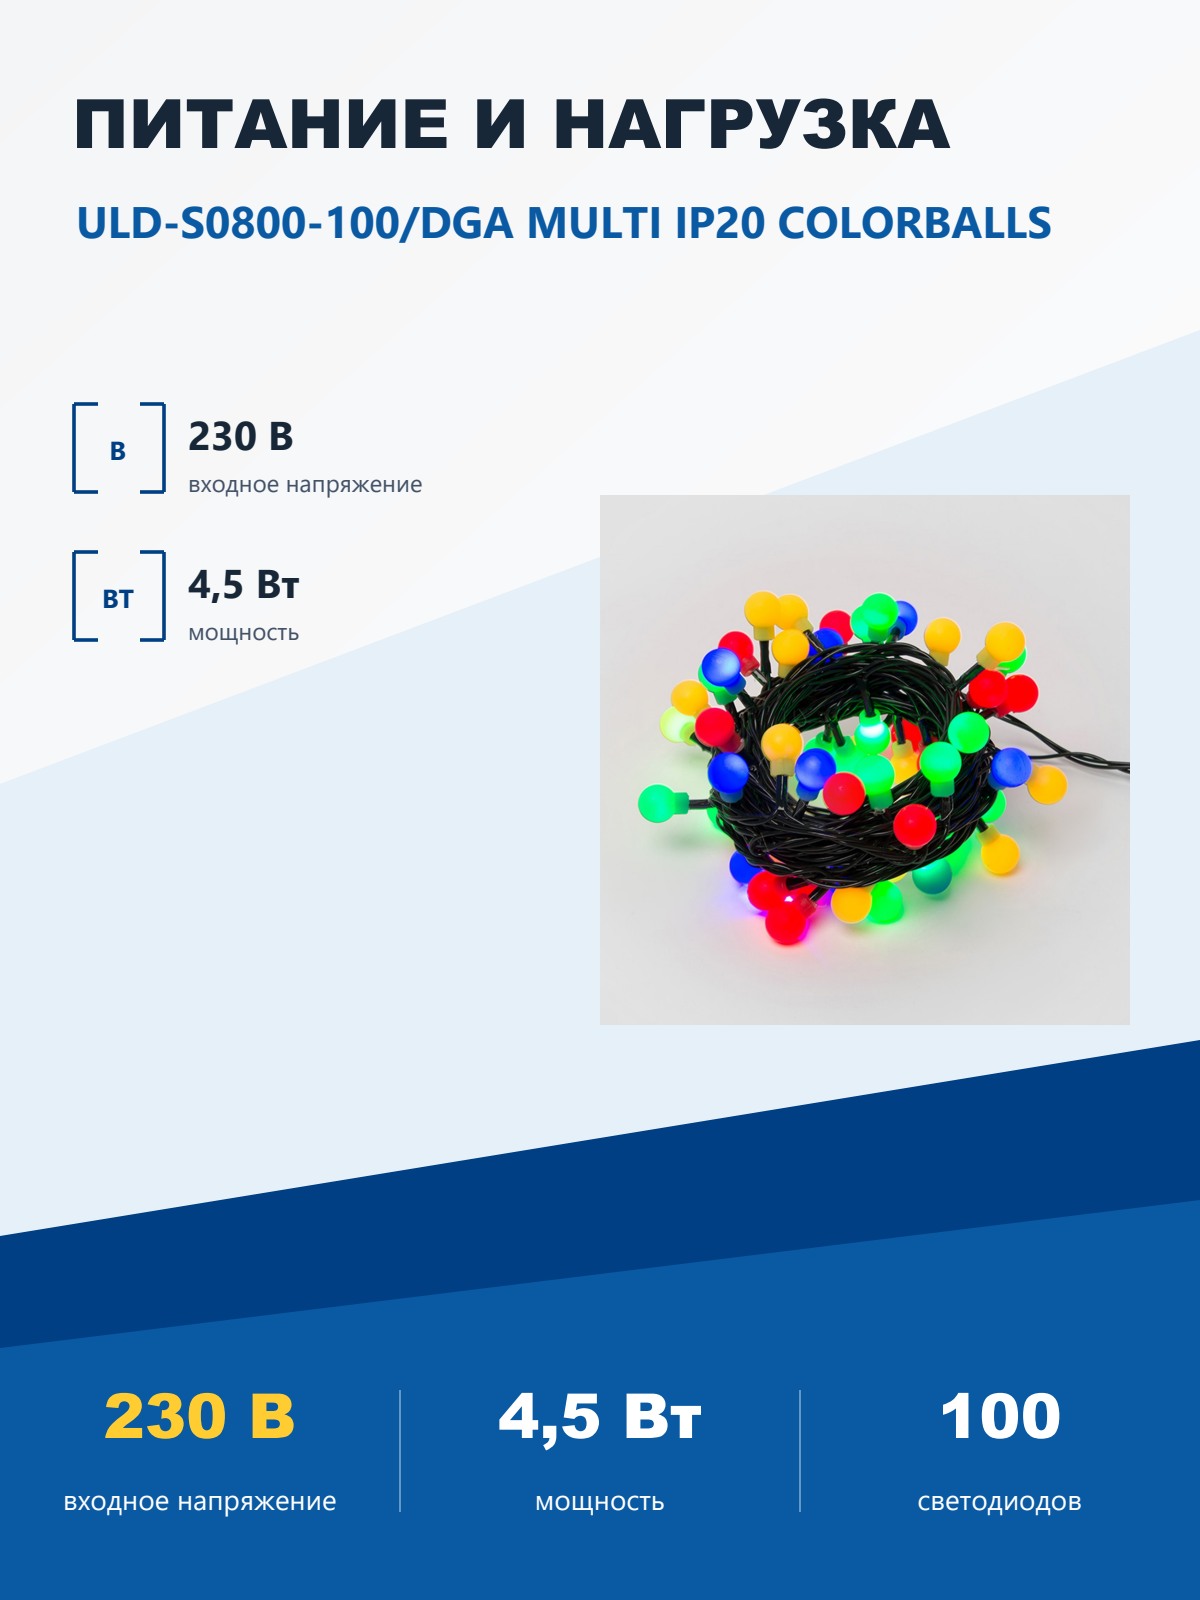 ПИТАНИЕ И НАГРУЗКА
ULD-S0800-100/DGA MULTI IP20 COLORBALLS
В
230 В
входное напряжение
ВТ
4,5 Вт
мощность
230 В
входное напряжение
4,5 Вт
мощность
100
светодиодов